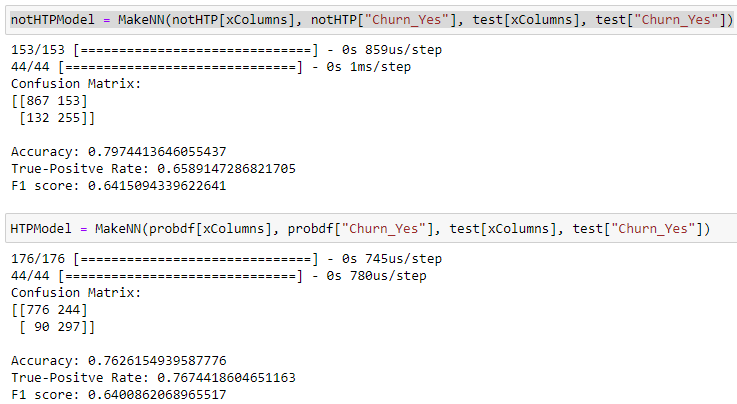 notHTPModel = MakeNN(notHTP[xColumns], notHTP["Churn_Yes"], test[xColumns], test["Churn_Yes"])
153/153 [==============================] - 0s 859us/step
44/44 [==============================] - 0s 1ms/step
Confusion Matrix:
[[867 153]
 [132 255]]
Accuracy: 0.7974413646055437
True-Positve Rate: 0.6589147286821705
F1 score: 0.6415094339622641
HTPModel = MakeNN(probdf[xColumns], probdf["Churn_Yes"], test[xColumns], test["Churn_Yes"])
176/176 [==============================] - 0s 745us/step
44/44 [==============================] - 0s 780us/step
Confusion Matrix:
[[776 244]
 [ 90 297]]
Accuracy: 0.7626154939587776
True-Positve Rate: 0.7674418604651163
F1 score: 0.6400862068965517